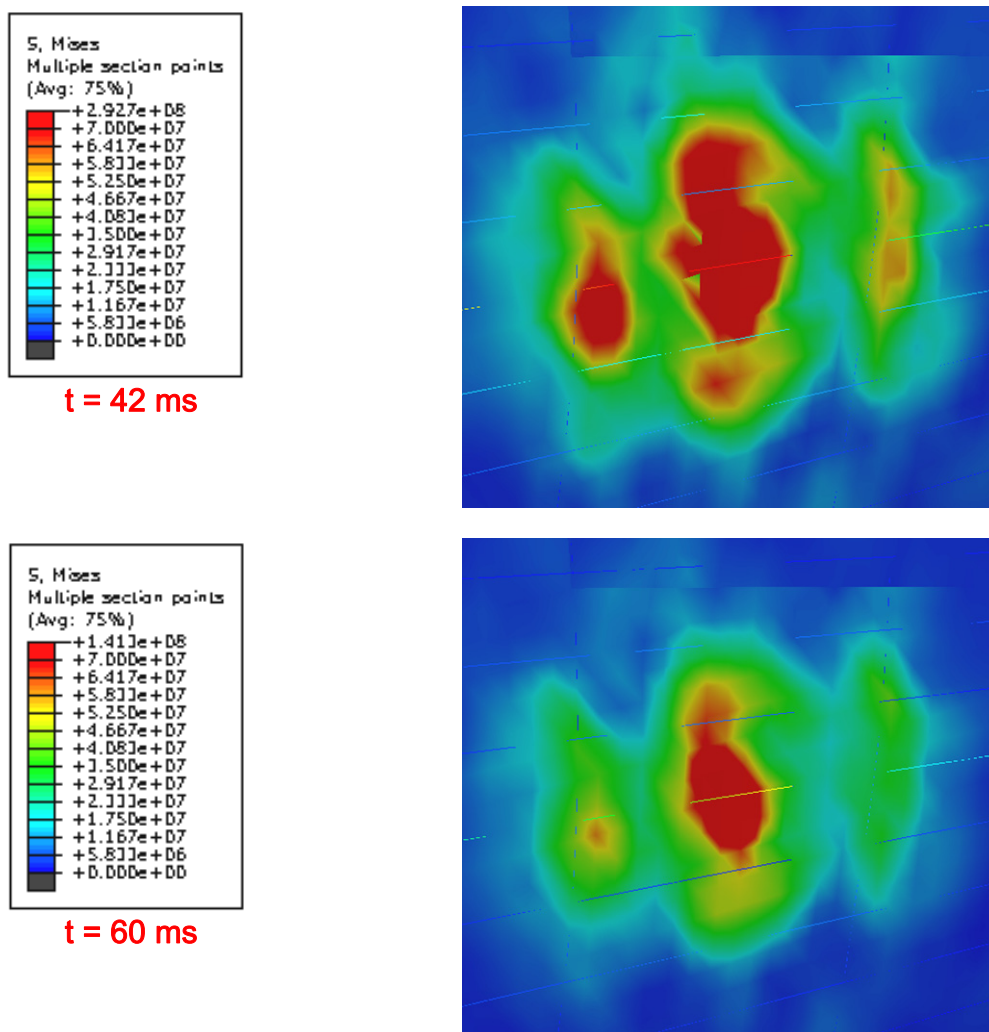 S, Mises
Multiple section points
(Avg: 75%)
+2.927e+08
+7.000e+07
+6.417e+07
+5.833e+07
+5.250e+07
+4.667e+07
+4.083e+07
+3.500e+07
+2.917e+07
+2.333e+07
+1.750e+07
+1.167e+07
+5.833e+06
+0.000e+00
t = 42 ms
S, Mises
Multiple section points
(Avg: 75%)
+1.413e+08
+7.000e+07
+6.417e+07
+5.833e+07
+5.250e+07
+4.667e+07
+4.083e+07
+3.500e+07
+2.917e+07
+2.333e+07
+1.750e+07
+1.167e+07
+5.833e+06
+0.000e+00
t = 60 ms